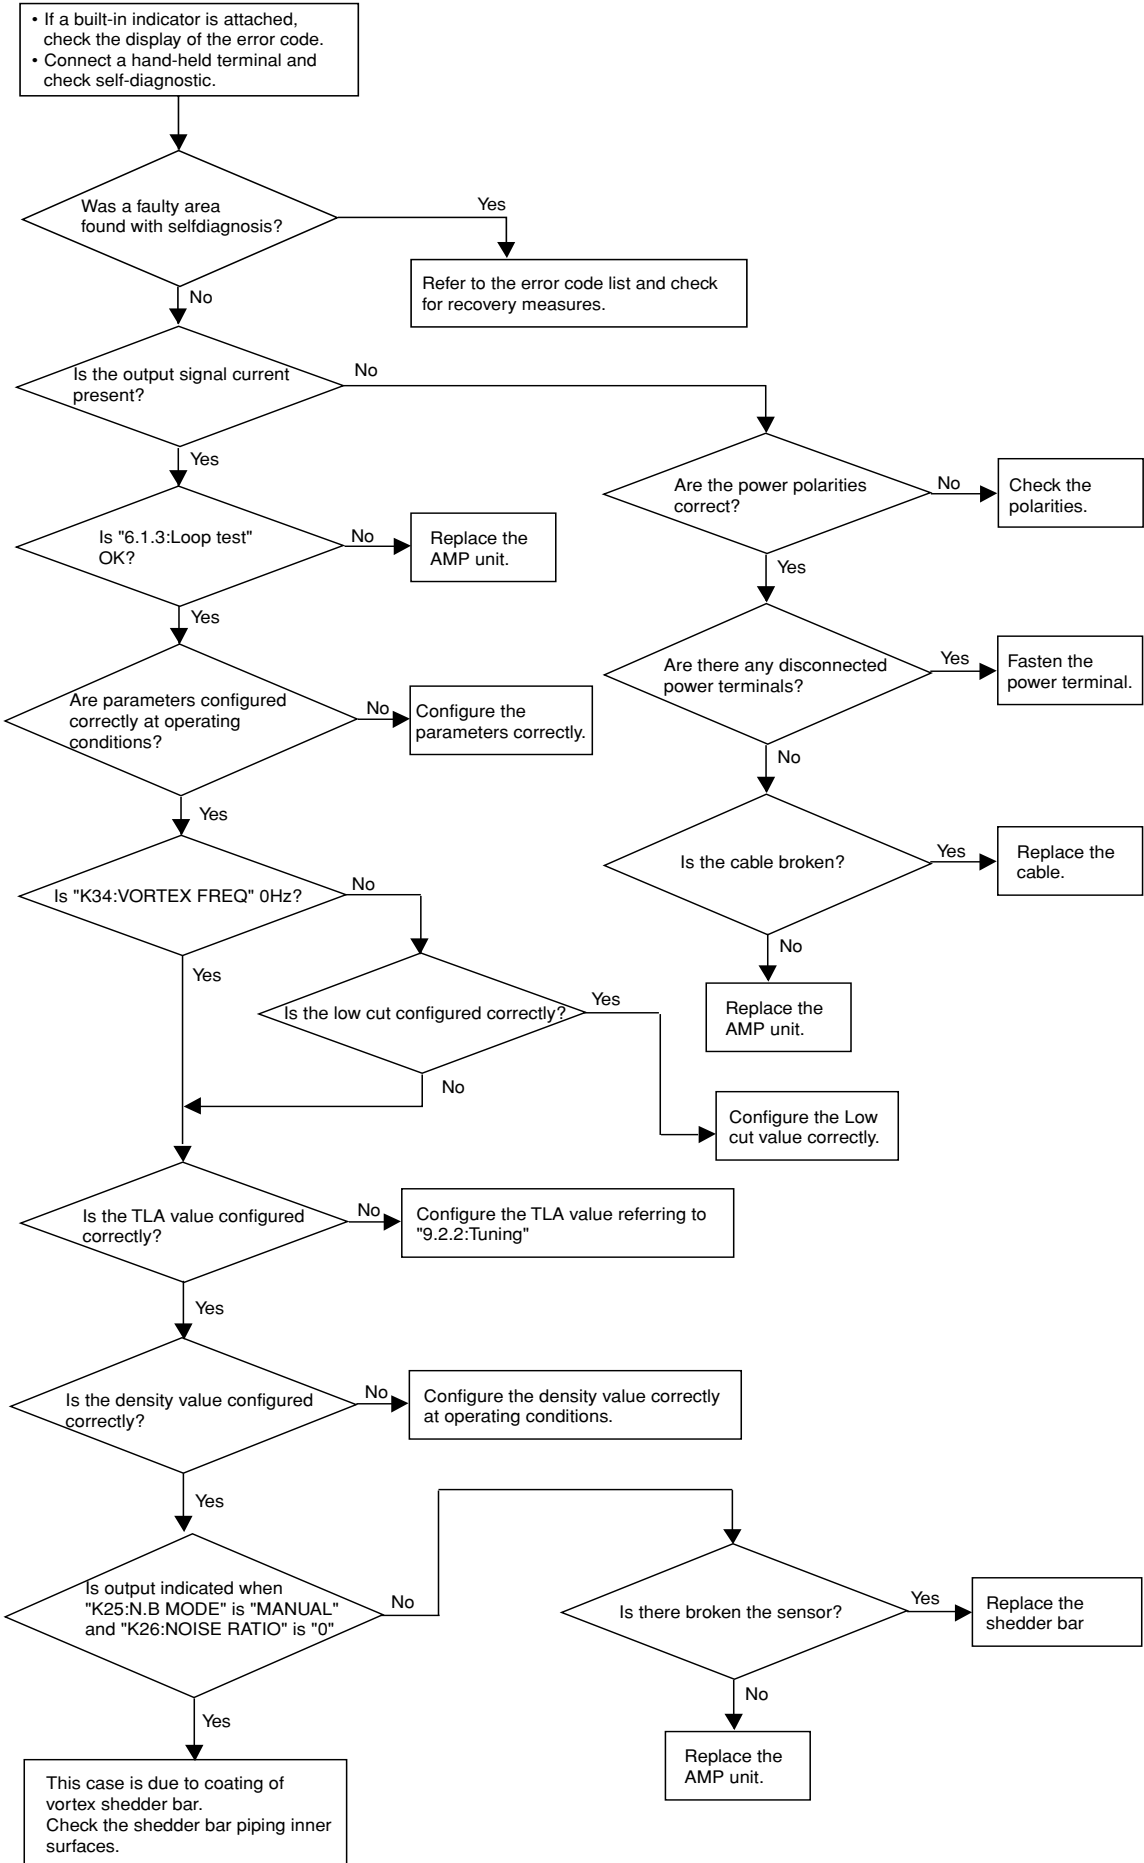 • If a built-in indicator is attached,
check the display of the error code.
• Connect a hand-held terminal and
check self-diagnostic.
Was a faulty area
found with selfdiagnosis?
Yes
Refer to the error code list and check
for recovery measures.
No
Is the output signal current
present?
No
Yes
Are the power polarities
correct?
No
Check the
polarities.
Is "6.1.3:Loop test"
OK?
No
Replace the
AMP unit.
Yes
Yes
Are there any disconnected
power terminals?
Yes
Fasten the
power terminal.
Are parameters configured
correctly at operating
conditions?
No
Configure the
parameters correctly.
No
Yes
Is the cable broken?
Yes
Replace the
cable.
Is "K34:VORTEX FREQ" 0Hz?
No
No
Yes
Replace the
AMP unit.
Is the low cut configured correctly?
Yes
No
Configure the Low
cut value correctly.
Is the TLA value configured
correctly?
No
Configure the TLA value referring to
"9.2.2:Tuning"
Yes
Is the density value configured
correctly?
No
Configure the density value correctly
at operating conditions.
Yes
Is output indicated when
"K25:N.B MODE" is "MANUAL"
and "K26:NOISE RATIO" is "0"
No
Is there broken the sensor?
Yes
Replace the
shedder bar
No
Yes
Replace the
AMP unit.
This case is due to coating of
vortex shedder bar.
Check the shedder bar piping inner
surfaces.